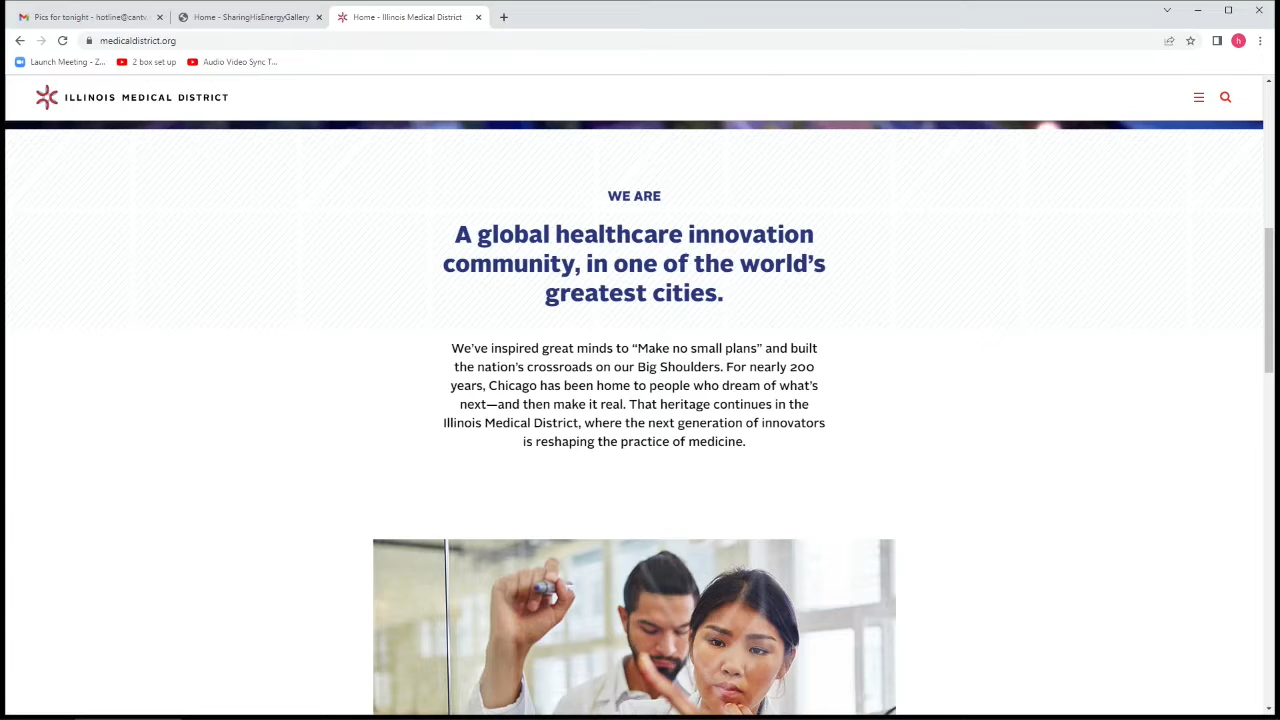 Pics for tonight - hotline@cantv.
Home - SharingHisEnergyGallery
Home - Illinois Medical District
medicaldistrict.org
h
Launch Meeting - Z...
2 box set up
Audio Video Sync T...
ILLINOIS MEDICAL DISTRICT
WE ARE
A global healthcare innovation
community, in one of the world’s
greatest cities.
We’ve inspired great minds to “Make no small plans” and built
the nation’s crossroads on our Big Shoulders. For nearly 200
years, Chicago has been home to people who dream of what’s
next—and then make it real. That heritage continues in the
Illinois Medical District, where the next generation of innovators
is reshaping the practice of medicine.